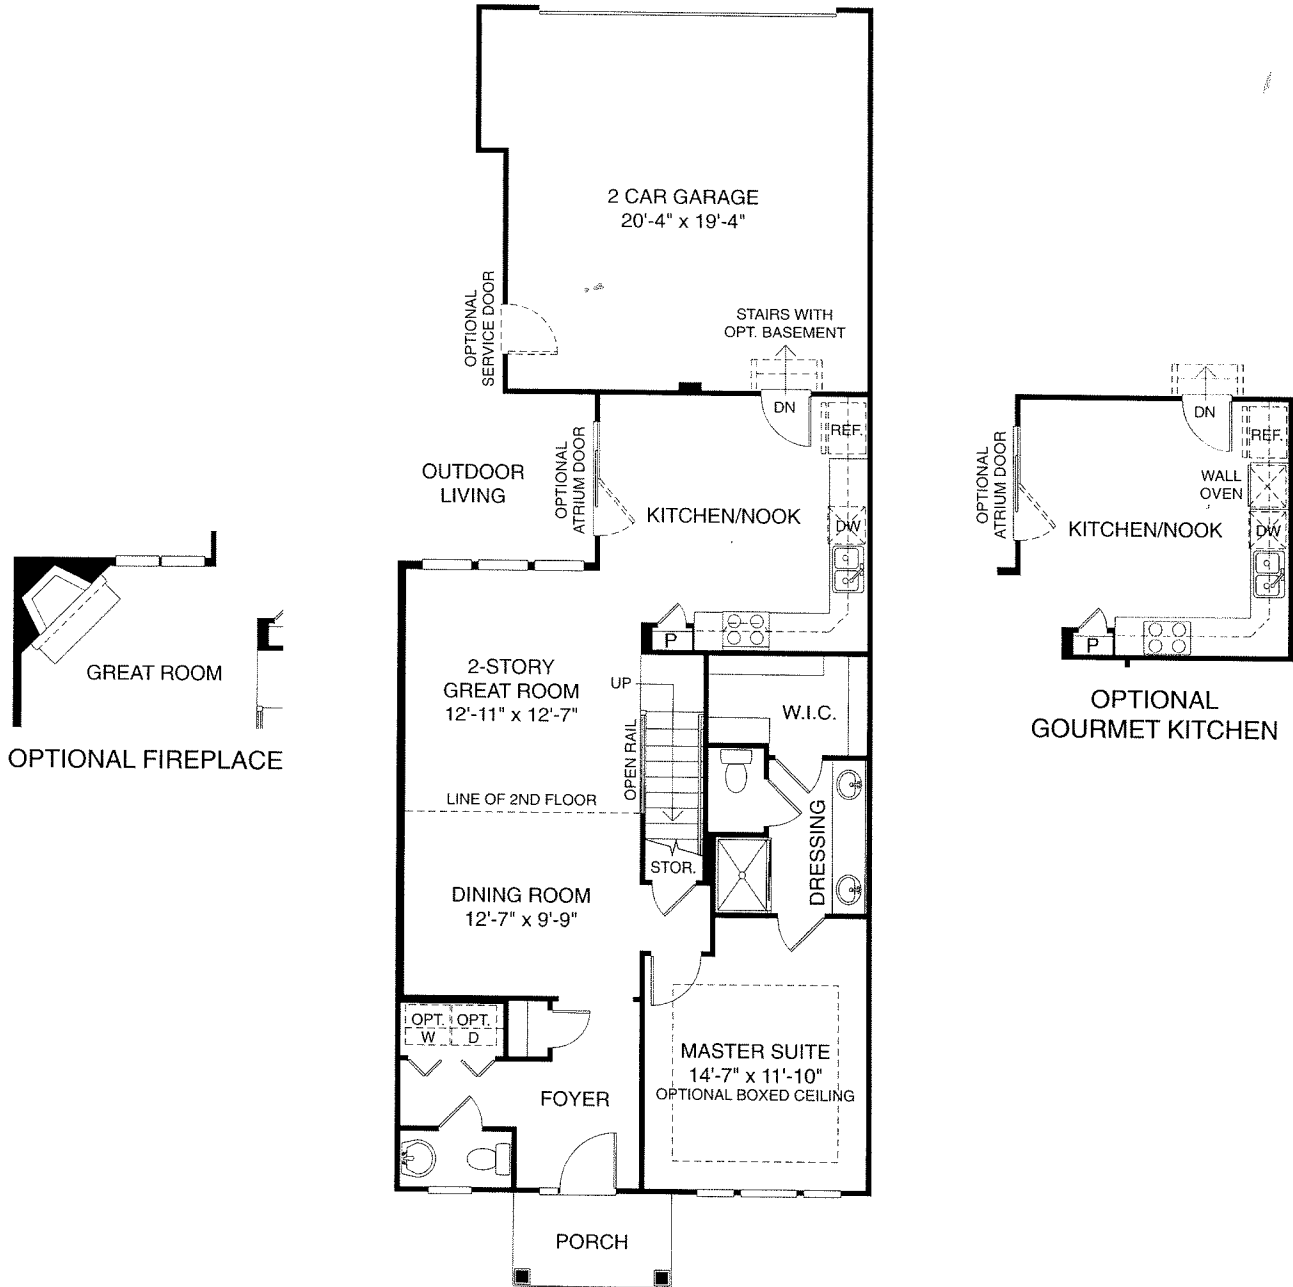 2 CAR GARAGE
20'-4" x 19'-4"
OPTIONAL
SERVICE DOOR
STAIRS WITH
OPT. BASEMENT
DN
REF.
OUTDOOR
LIVING
OPTIONAL
ATRIUM DOOR
KITCHEN/NOOK
DW
P
2-STORY
GREAT ROOM
12'-11" x 12'-7"
UP
OPEN RAIL
W.I.C.
LINE OF 2ND FLOOR
DRESSING
STOR.
DINING ROOM
12'-7" x 9'-9"
OPT.
W
OPT.
D
FOYER
MASTER SUITE
14'-7" x 11'-10"
OPTIONAL BOXED CEILING
PORCH
GREAT ROOM
OPTIONAL FIREPLACE
DN
REF.
WALL
OVEN
OPTIONAL
ATRIUM DOOR
KITCHEN/NOOK
DW
P
OPTIONAL
GOURMET KITCHEN